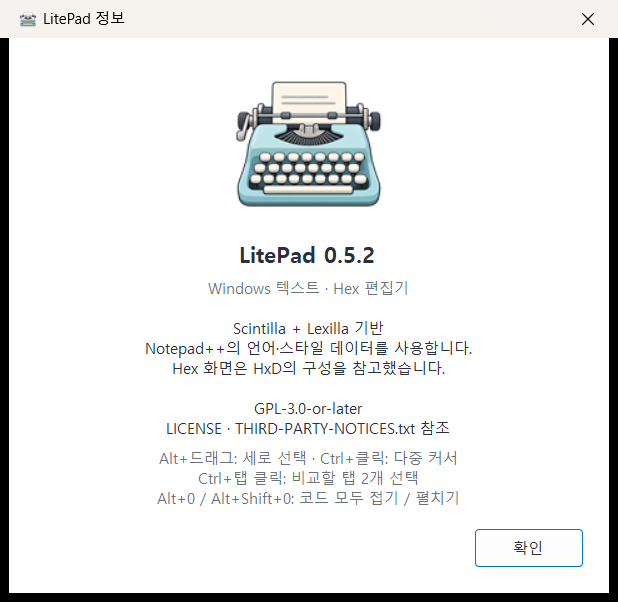 LitePad 정보
LitePad 0.5.2
Windows 텍스트 · Hex 편집기
Scintilla + Lexilla 기반
Notepad++의 언어·스타일 데이터를 사용합니다.
Hex 화면은 HxD의 구성을 참고했습니다.
GPL-3.0-or-later
LICENSE · THIRD-PARTY-NOTICES.txt 참조
Alt+드래그: 세로 선택 · Ctrl+클릭: 다중 커서
Ctrl+탭 클릭: 비교할 탭 2개 선택
Alt+0 / Alt+Shift+0: 코드 모두 접기 / 펼치기
확인